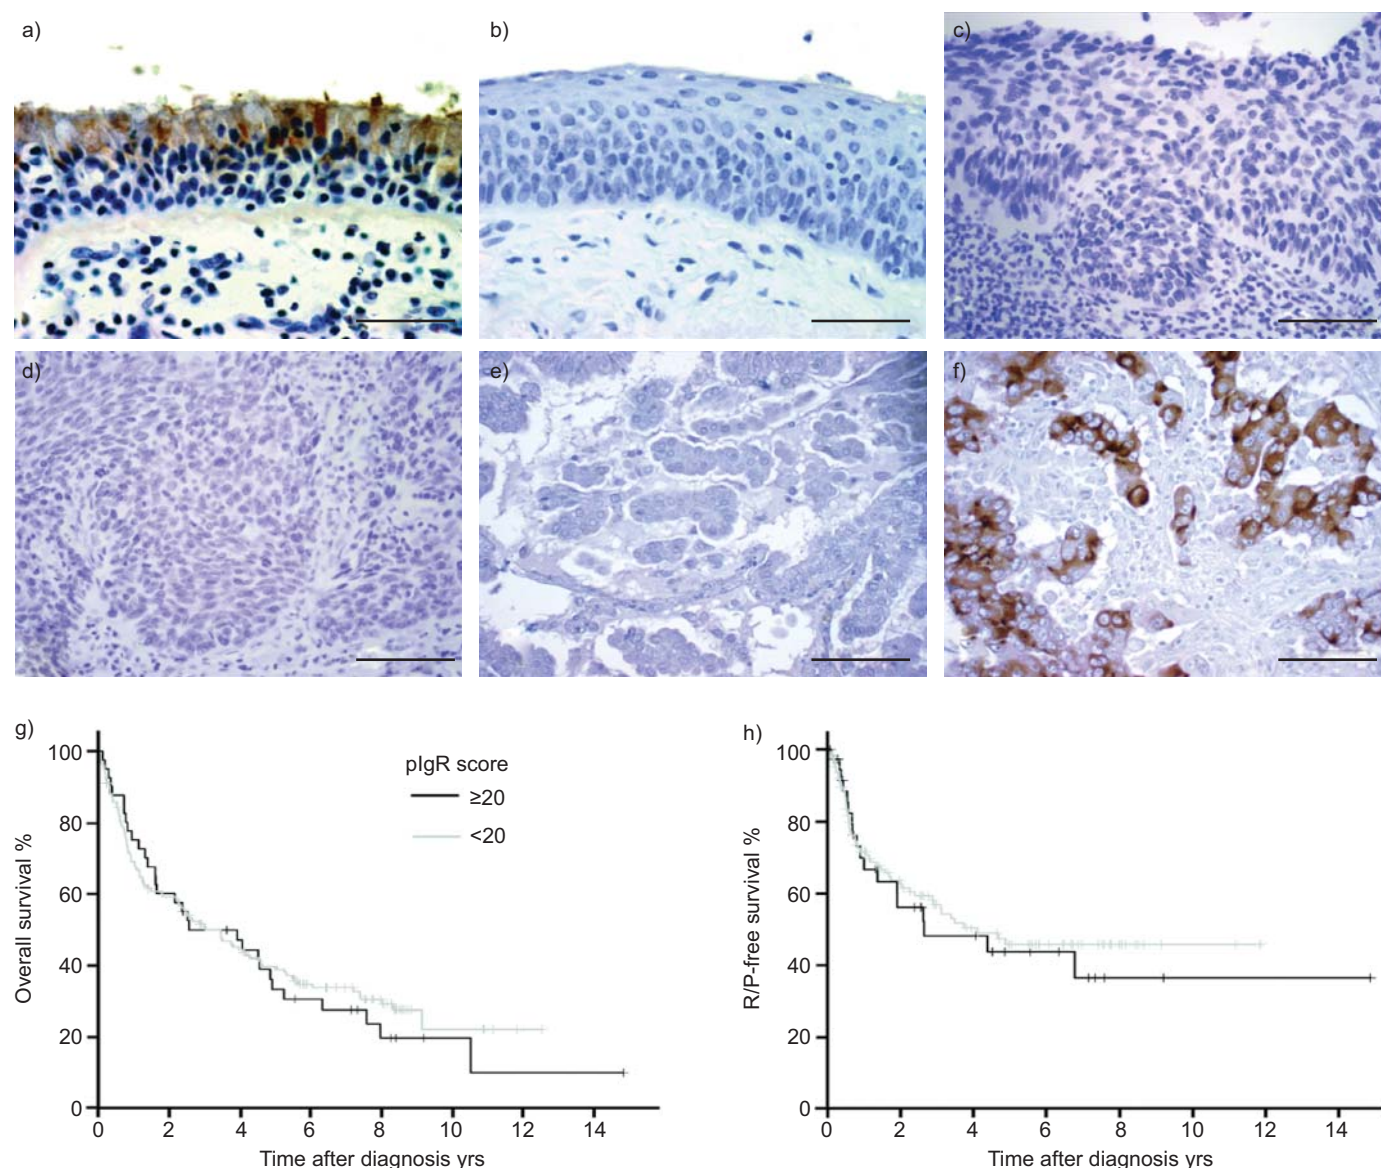 a)
b)
c)
d)
e)
f)
g)
pIgR score
≥20
<20
Overall survival %
100
80
60
40
20
0
0 2 4 6 8 10 12 14
Time after diagnosis yrs
h)
R/P-free survival %
100
80
60
40
20
0
0 2 4 6 8 10 12 14
Time after diagnosis yrs